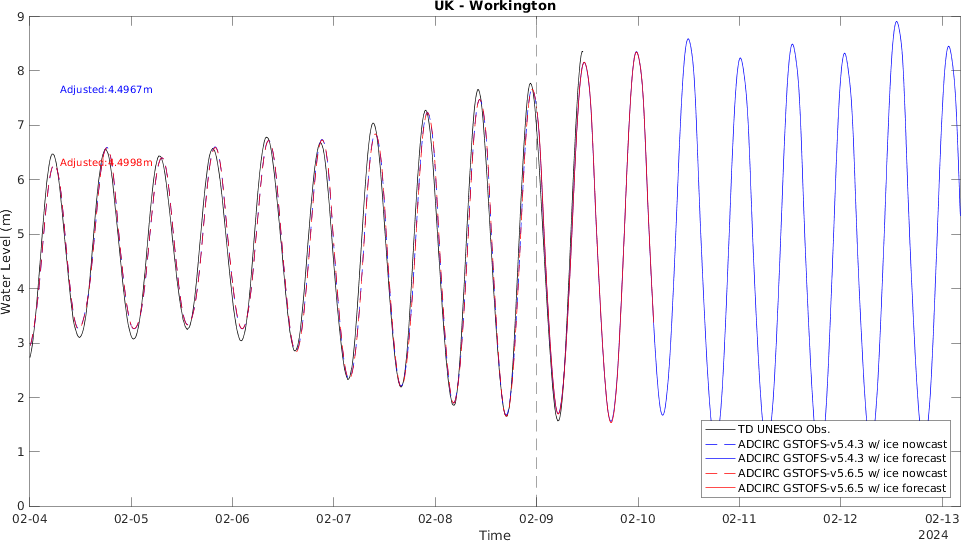 UK - Workington
9
8
7
6
5
4
3
2
1
0
Water Level (m)
Adjusted:4.4967m
Adjusted:4.4998m
TD UNESCO Obs.
ADCIRC GSTOFS-v5.4.3 w/ ice nowcast
ADCIRC GSTOFS-v5.4.3 w/ ice forecast
ADCIRC GSTOFS-v5.6.5 w/ ice nowcast
ADCIRC GSTOFS-v5.6.5 w/ ice forecast
02-04 02-05 02-06 02-07 02-08 02-09 02-10 02-11 02-12 02-13
Time
2024